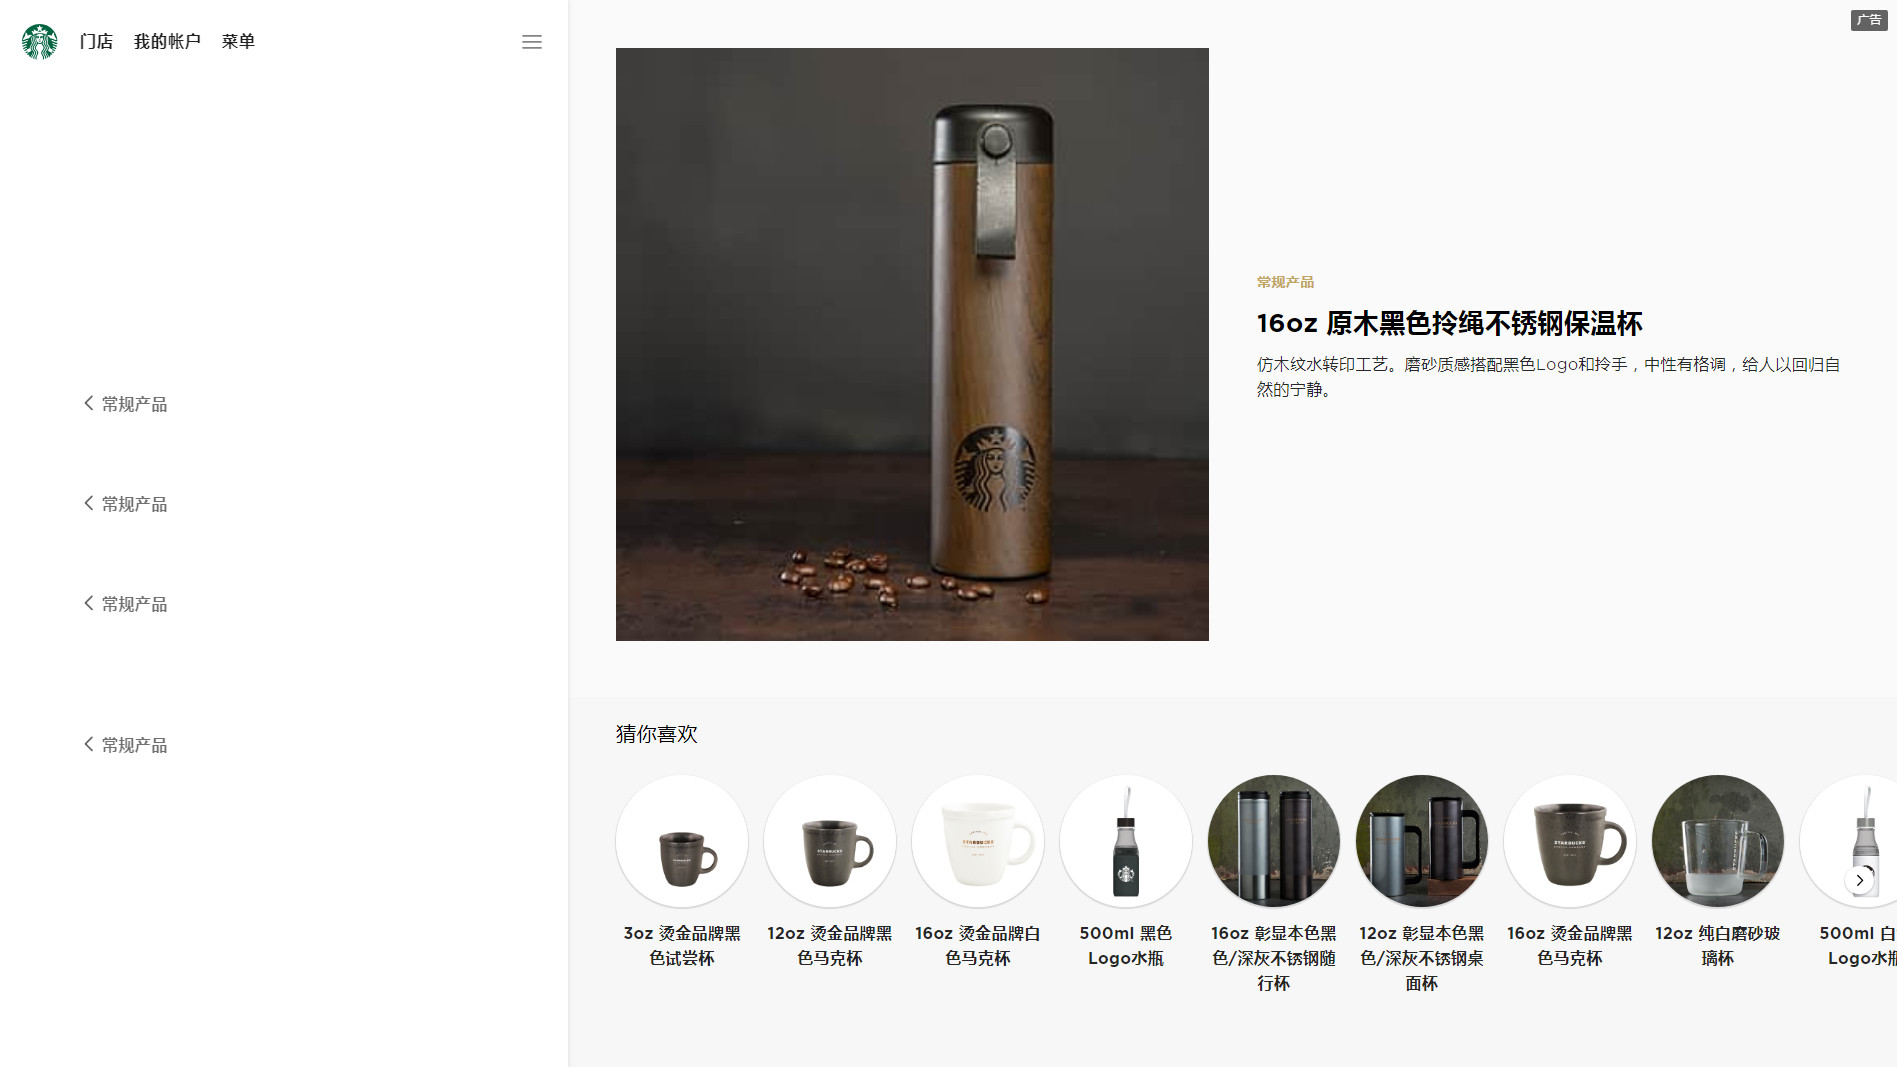 门店 我的帐户 菜单
广告
常规产品
常规产品
常规产品
常规产品
常规产品
16oz 原木黑色拎绳不锈钢保温杯
仿木纹水转印工艺。磨砂质感搭配黑色Logo和拎手，中性有格调，给人以回归自
然的宁静。
猜你喜欢
3oz 烫金品牌黑
色试尝杯
12oz 烫金品牌黑
色马克杯
16oz 烫金品牌白
色马克杯
500ml 黑色
Logo水瓶
16oz 彰显本色黑
色/深灰不锈钢随
行杯
12oz 彰显本色黑
色/深灰不锈钢桌
面杯
16oz 烫金品牌黑
色马克杯
12oz 纯白磨砂玻
璃杯
500ml 白
Logo水瓶
STARBUCKS
STARBUCKS
STARBUCKS
STARBUCKS